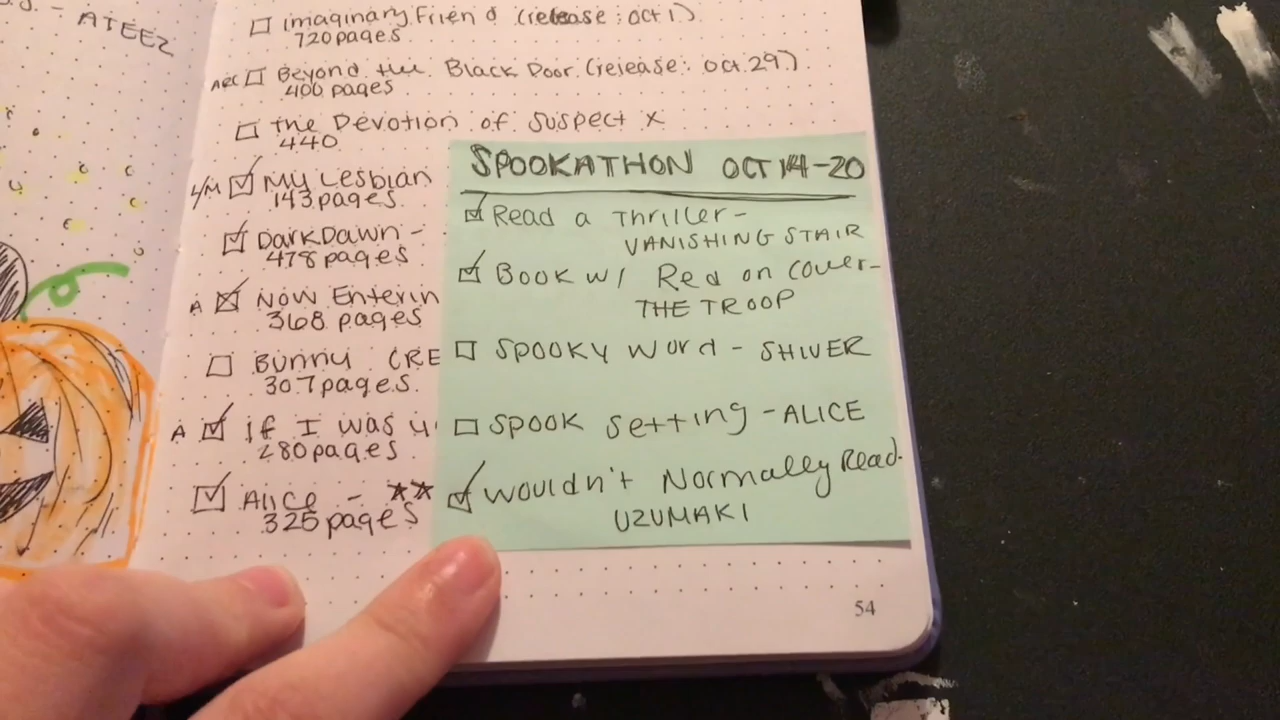 - ATEEZ
imaginary Friend (release: oct 1)
720 pages
ARC Beyond the Black Door (release: oct.29)
400 pages
the Devotion of Suspect X
440
L/M My Lesbian
143 pages
DarkDawn -
478 pages
A Now Enterin
368 pages
Bunny (RE
307 pages.
A if I was y
280 pages
Alice - **
325 pages
SPOOKATHON OCT 14-20
Read a Thriller-
VANISHING STAIR
Book w/ Red on cover-
THE TROOP
SPOOKY word - SHIVER
SPOOK setting - ALICE
Wouldn't Normally Read.
UZUMAKI
54